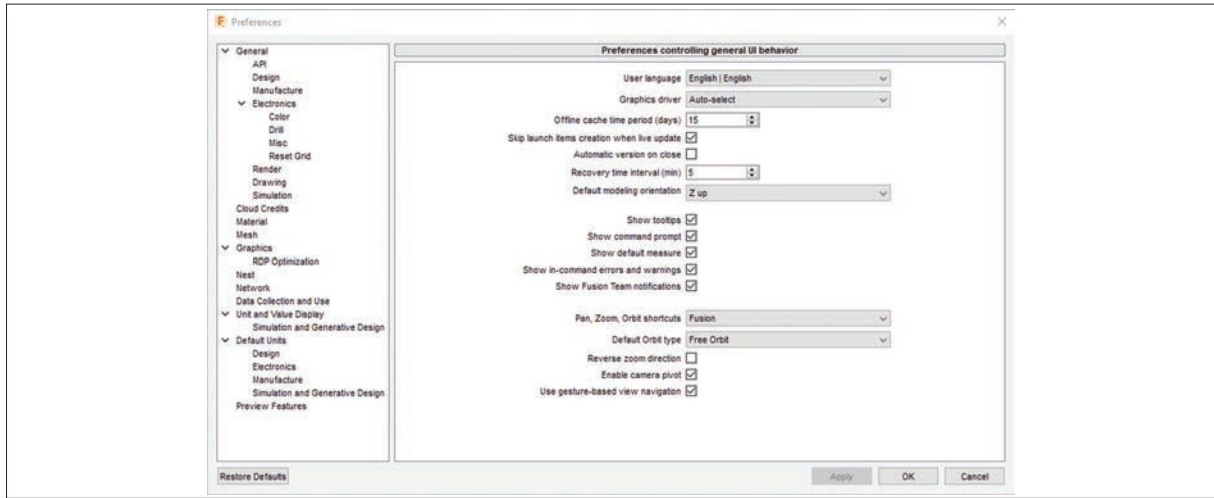 F Preferences
General
API
Design
Manufacture
Electronics
Color
Drill
Misc
Reset Grid
Render
Drawing
Simulation
Cloud Credits
Material
Mesh
Graphics
RDP Optimization
Nest
Network
Data Collection and Use
Unit and Value Display
Simulation and Generative Design
Default Units
Design
Electronics
Manufacture
Simulation and Generative Design
Preview Features
Preferences controlling general UI behavior
User language English | English
Graphics driver Auto-select
Offline cache time period (days) 15
Skip launch items creation when live update
Automatic version on close
Recovery time interval (min) 5
Default modeling orientation Z up
Show tooltips
Show command prompt
Show default measure
Show in-command errors and warnings
Show Fusion Team notifications
Pan, Zoom, Orbit shortcuts Fusion
Default Orbit type Free Orbit
Reverse zoom direction
Enable camera pivot
Use gesture-based view navigation
Restore Defaults Apply OK Cancel